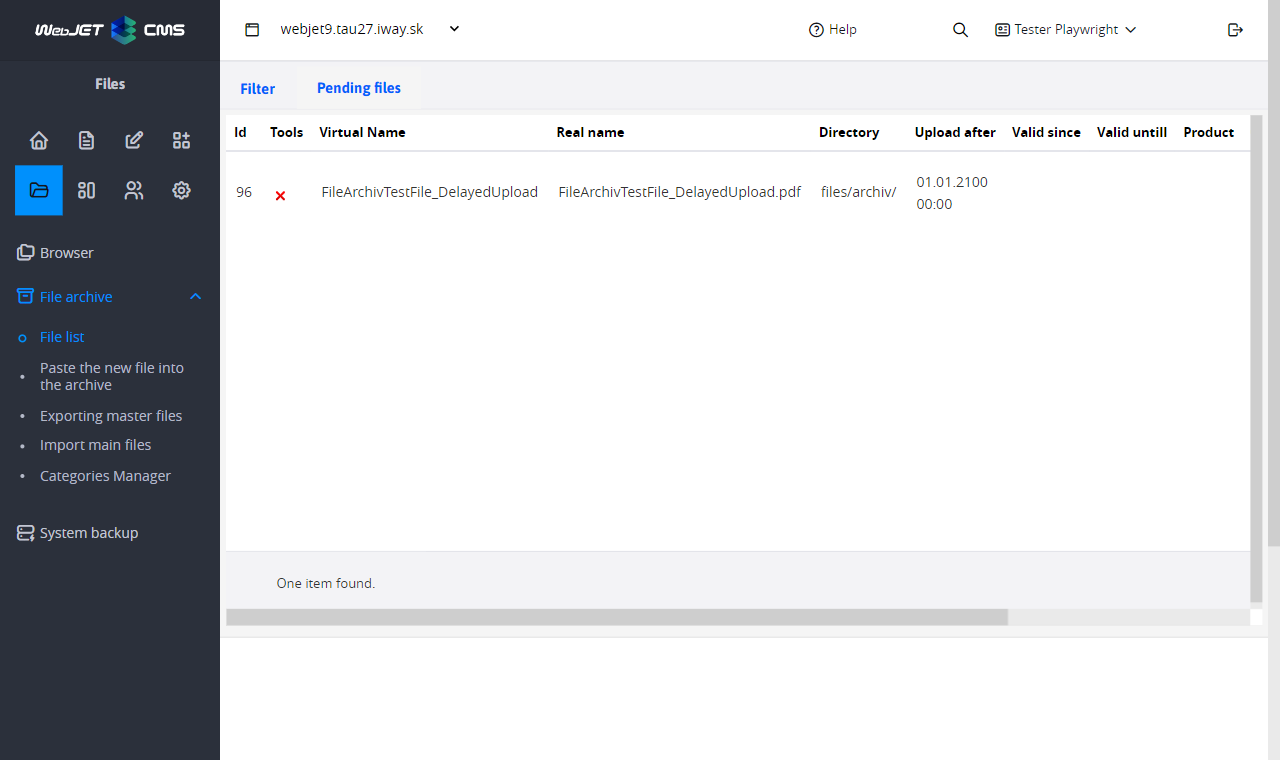 WebJET CMS
webjet9.tau27.iway.sk
Help
Tester Playwright
Files
Browser
File archive
File list
Paste the new file into
the archive
Exporting master files
Import main files
Categories Manager
System backup
Filter
Pending files
Id Tools Virtual Name Real name Directory Upload after Valid since Valid untill Product
96 FileArchivTestFile_DelayedUpload FileArchivTestFile_DelayedUpload.pdf files/archiv/ 01.01.2100
00:00
One item found.